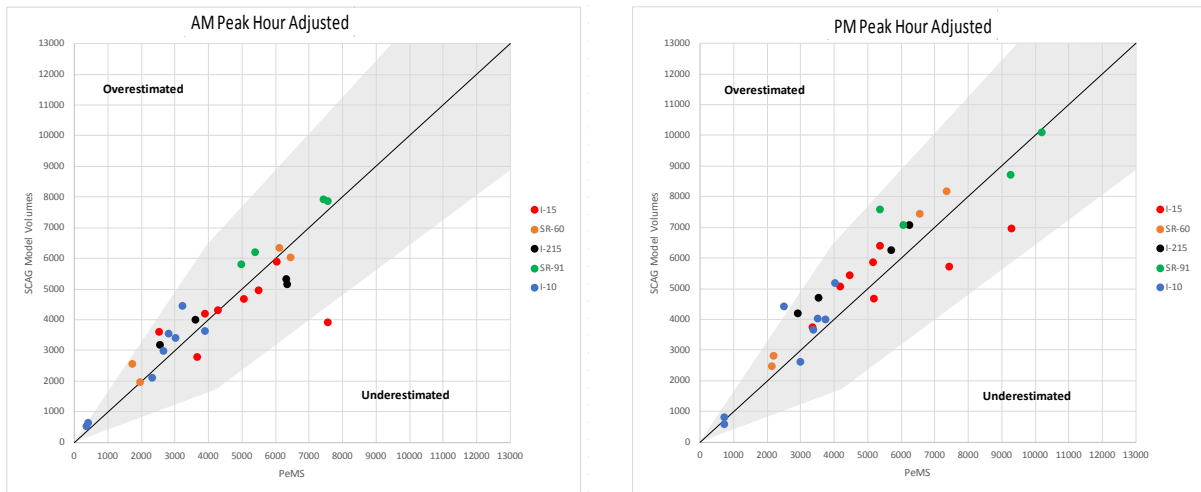 AM Peak Hour Adjusted
13000
12000
11000
10000
9000
8000
7000
6000
5000
4000
3000
2000
1000
0
SCAG Model Volumes
Overestimated
Underestimated
0 1000 2000 3000 4000 5000 6000 7000 8000 9000 10000 11000 12000 13000
PeMS
I-15
SR-60
I-215
SR-91
I-10
PM Peak Hour Adjusted
13000
12000
11000
10000
9000
8000
7000
6000
5000
4000
3000
2000
1000
0
SCAG Model Volumes
Overestimated
Underestimated
0 1000 2000 3000 4000 5000 6000 7000 8000 9000 10000 11000 12000 13000
PeMS
I-15
SR-60
I-215
SR-91
I-10